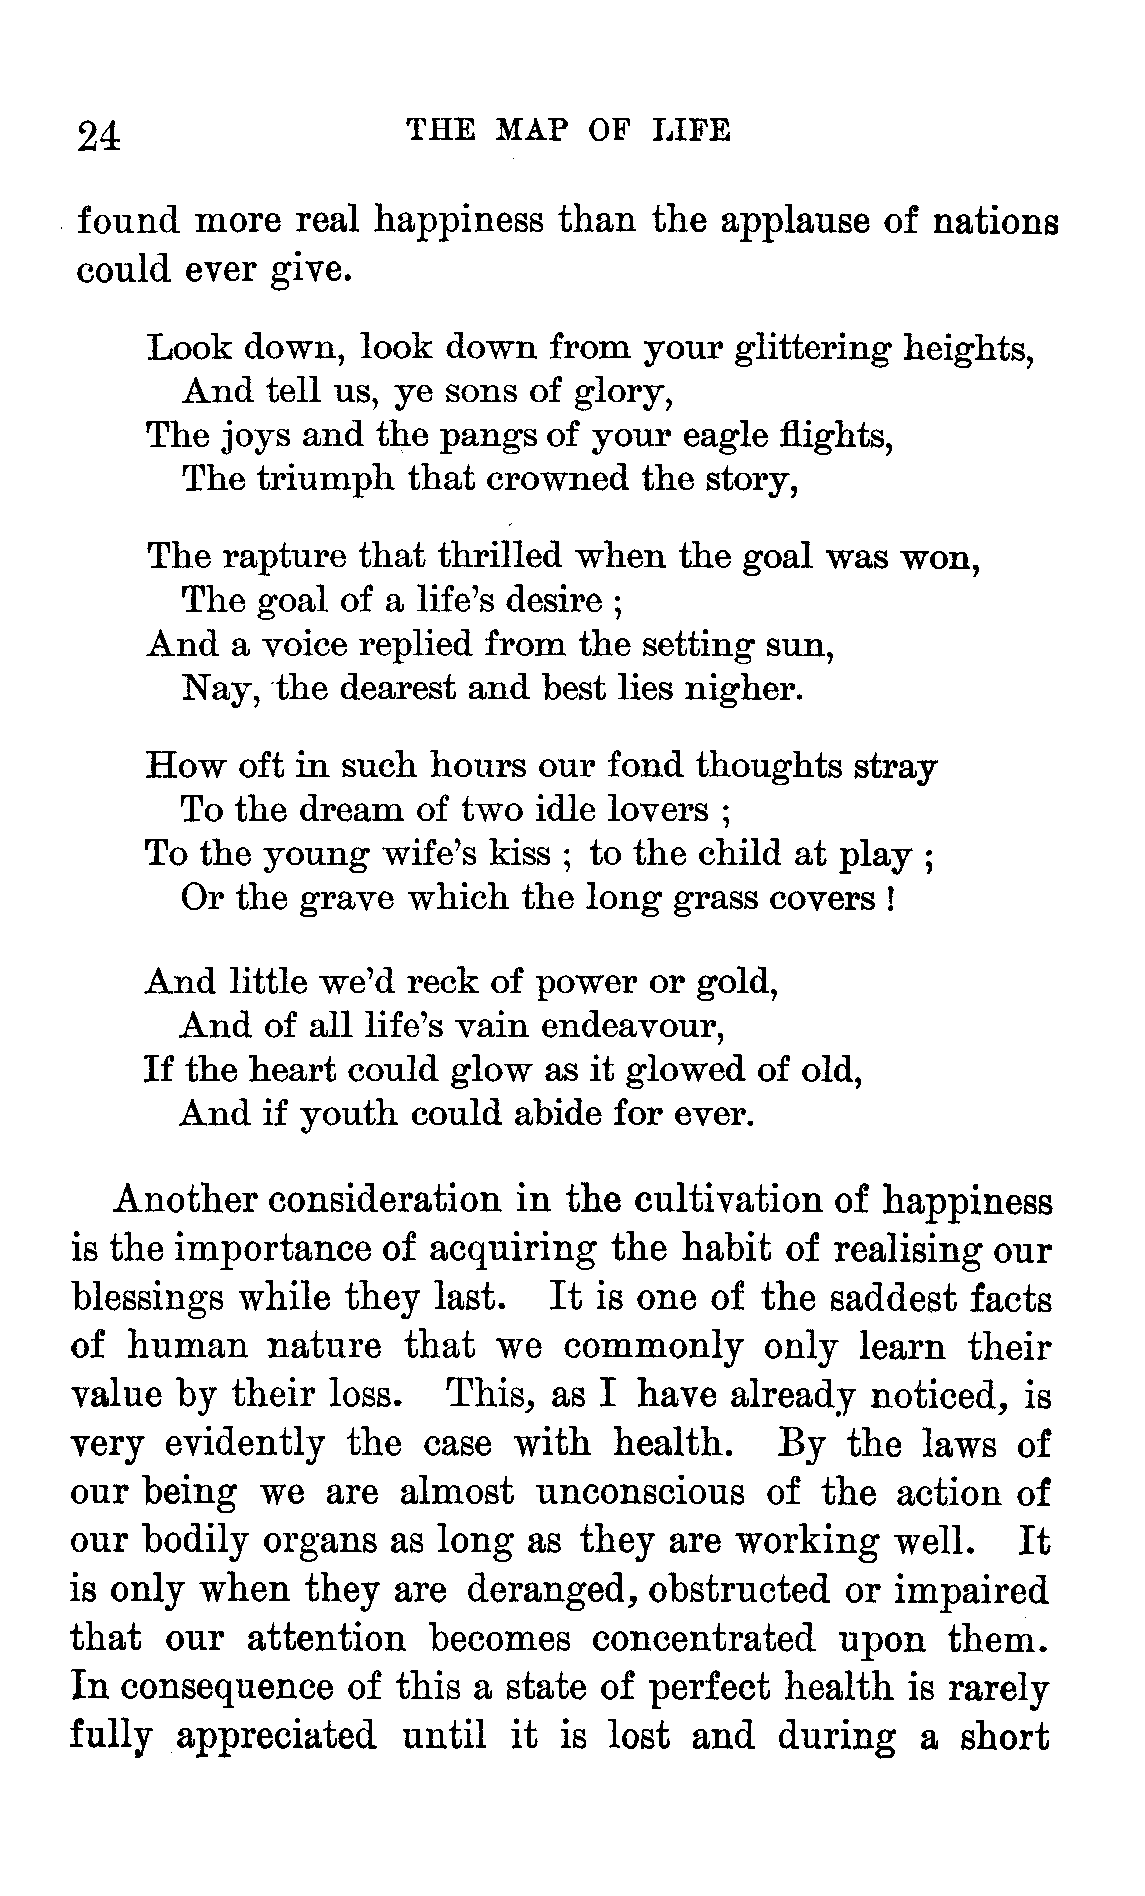 24 THE MAP OF LIFE
found more real happiness than the applause of nations
could ever give.
Look down, look down from your glittering heights,
And tell us, ye sons of glory,
The joys and the pangs of your eagle flights,
The triumph that crowned the story,
The rapture that thrilled when the goal was won,
The goal of a life's desire ;
And a voice replied from the setting sun,
Nay, the dearest and best lies nigher.
How oft in such hours our fond thoughts stray
To the dream of two idle lovers ;
To the young wife's kiss ; to the child at play ;
Or the grave which the long grass covers !
And little we'd reck of power or gold,
And of all life's vain endeavour,
If the heart could glow as it glowed of old,
And if youth could abide for ever.
Another consideration in the cultivation of happiness
is the importance of acquiring the habit of realising our
blessings while they last. It is one of the saddest facts
of human nature that we commonly only learn their
value by their loss. This, as I have already noticed, is
very evidently the case with health. By the laws of
our being we are almost unconscious of the action of
our bodily organs as long as they are working well. It
is only when they are deranged, obstructed or impaired
that our attention becomes concentrated upon them.
In consequence of this a state of perfect health is rarely
fully appreciated until it is lost and during a short